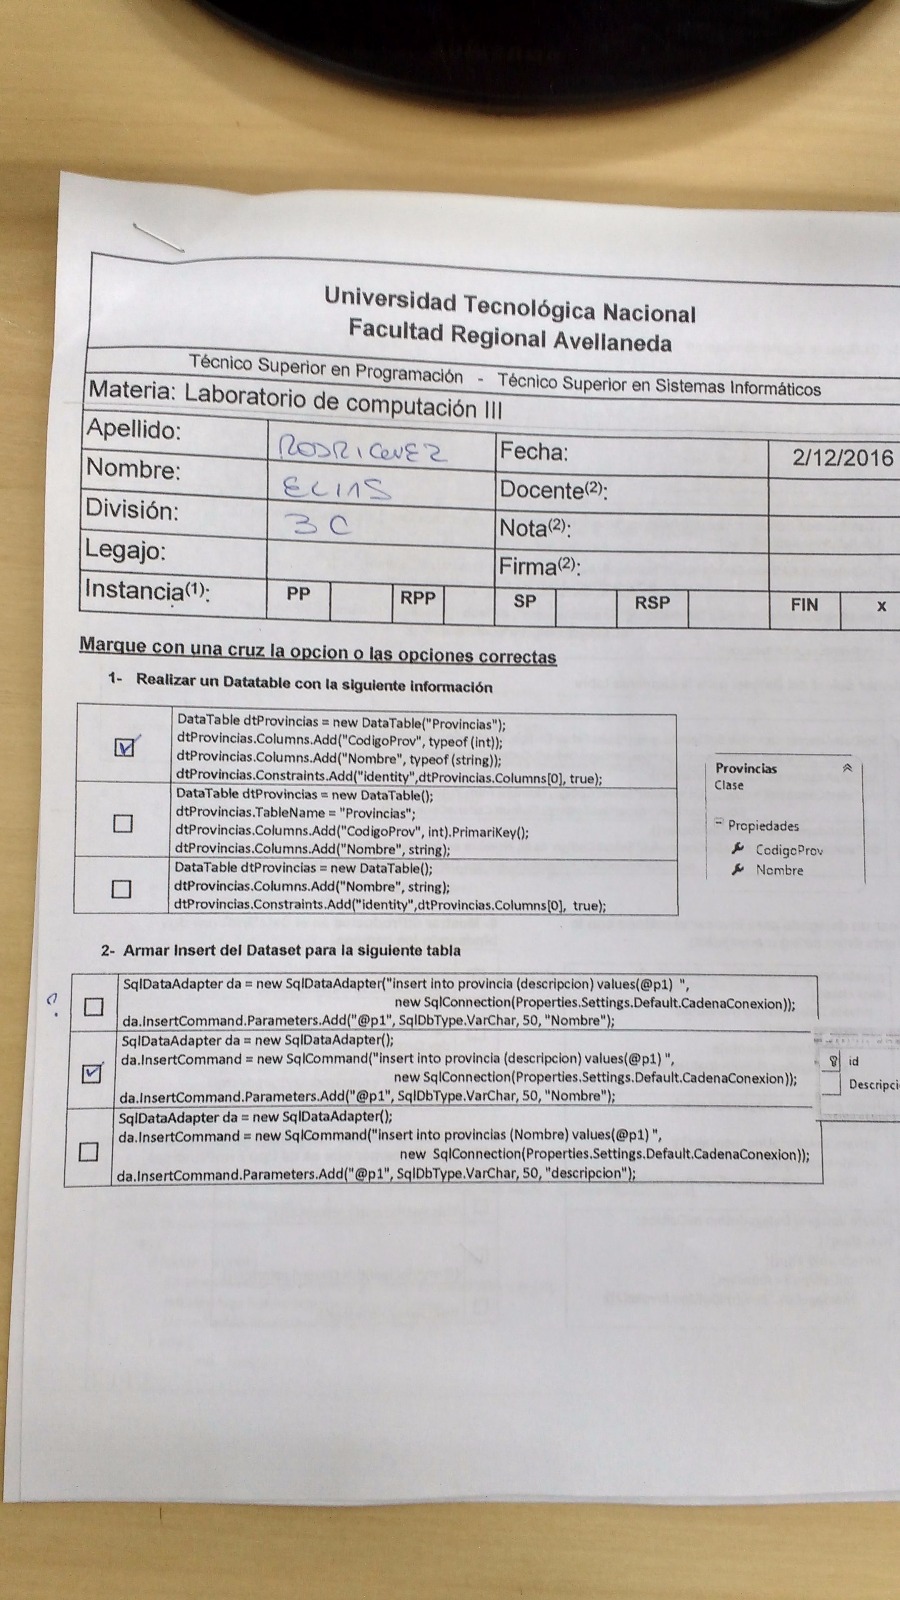 Universidad Tecnológica Nacional
Facultad Regional Avellaneda
Técnico Superior en Programación - Técnico Superior en Sistemas Informáticos
Materia: Laboratorio de computación III
Apellido: RODRIGUEZ Fecha: 2/12/2016
Nombre: ELIAS Docente(2):
División: 3C Nota(2):
Legajo: Firma(2):
Instancia(1): PP RPP SP RSP FIN x
Marque con una cruz la opcion o las opciones correctas
1- Realizar un Datatable con la siguiente información
DataTable dtProvincias = new DataTable("Provincias");
dtProvincias.Columns.Add("CodigoProv", typeof (int));
dtProvincias.Columns.Add("Nombre", typeof (string));
dtProvincias.Constraints.Add("identity",dtProvincias.Columns[0], true);
DataTable dtProvincias = new DataTable();
dtProvincias.TableName = "Provincias";
dtProvincias.Columns.Add("CodigoProv", int).PrimariKey();
dtProvincias.Columns.Add("Nombre", string);
DataTable dtProvincias = new DataTable();
dtProvincias.Columns.Add("Nombre", string);
dtProvincias.Constraints.Add("identity",dtProvincias.Columns[0], true);
Provincias
Clase
Propiedades
CodigoProv
Nombre
2- Armar Insert del Dataset para la siguiente tabla
?
SqlDataAdapter da = new SqlDataAdapter("insert into provincia (descripcion) values(@p1) ",
new SqlConnection(Properties.Settings.Default.CadenaConexion));
da.InsertCommand.Parameters.Add("@p1", SqlDbType.VarChar, 50, "Nombre");
SqlDataAdapter da = new SqlDataAdapter();
da.InsertCommand = new SqlCommand("insert into provincia (descripcion) values(@p1) ",
new SqlConnection(Properties.Settings.Default.CadenaConexion));
da.InsertCommand.Parameters.Add("@p1", SqlDbType.VarChar, 50, "Nombre");
SqlDataAdapter da = new SqlDataAdapter();
da.InsertCommand = new SqlCommand("insert into provincias (Nombre) values(@p1) ",
new SqlConnection(Properties.Settings.Default.CadenaConexion));
da.InsertCommand.Parameters.Add("@p1", SqlDbType.VarChar, 50, "descripcion");
id
Descripci